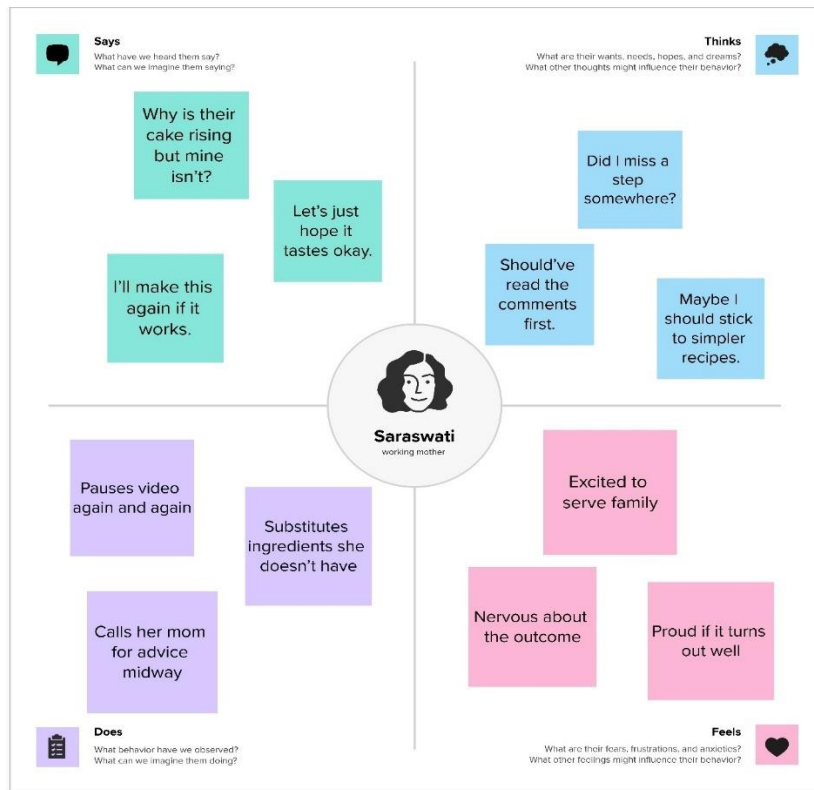 Says
What have we heard them say?
What can we imagine them saying?
Why is their
cake rising
but mine
isn't?
Let's just
hope it
tastes okay.
I'll make this
again if it
works.
Thinks
What are their wants, needs, hopes, and dreams?
What other thoughts might influence their behavior?
Did I miss a
step
somewhere?
Should've
read the
comments
first.
Maybe I
should stick
to simpler
recipes.
Saraswati
working mother
Pauses video
again and again
Substitutes
ingredients she
doesn't have
Calls her mom
for advice
midway
Does
What behavior have we observed?
What can we imagine them doing?
Excited to
serve family
Nervous about
the outcome
Proud if it turns
out well
Feels
What are their fears, frustrations, and anxieties?
What other feelings might influence their behavior?